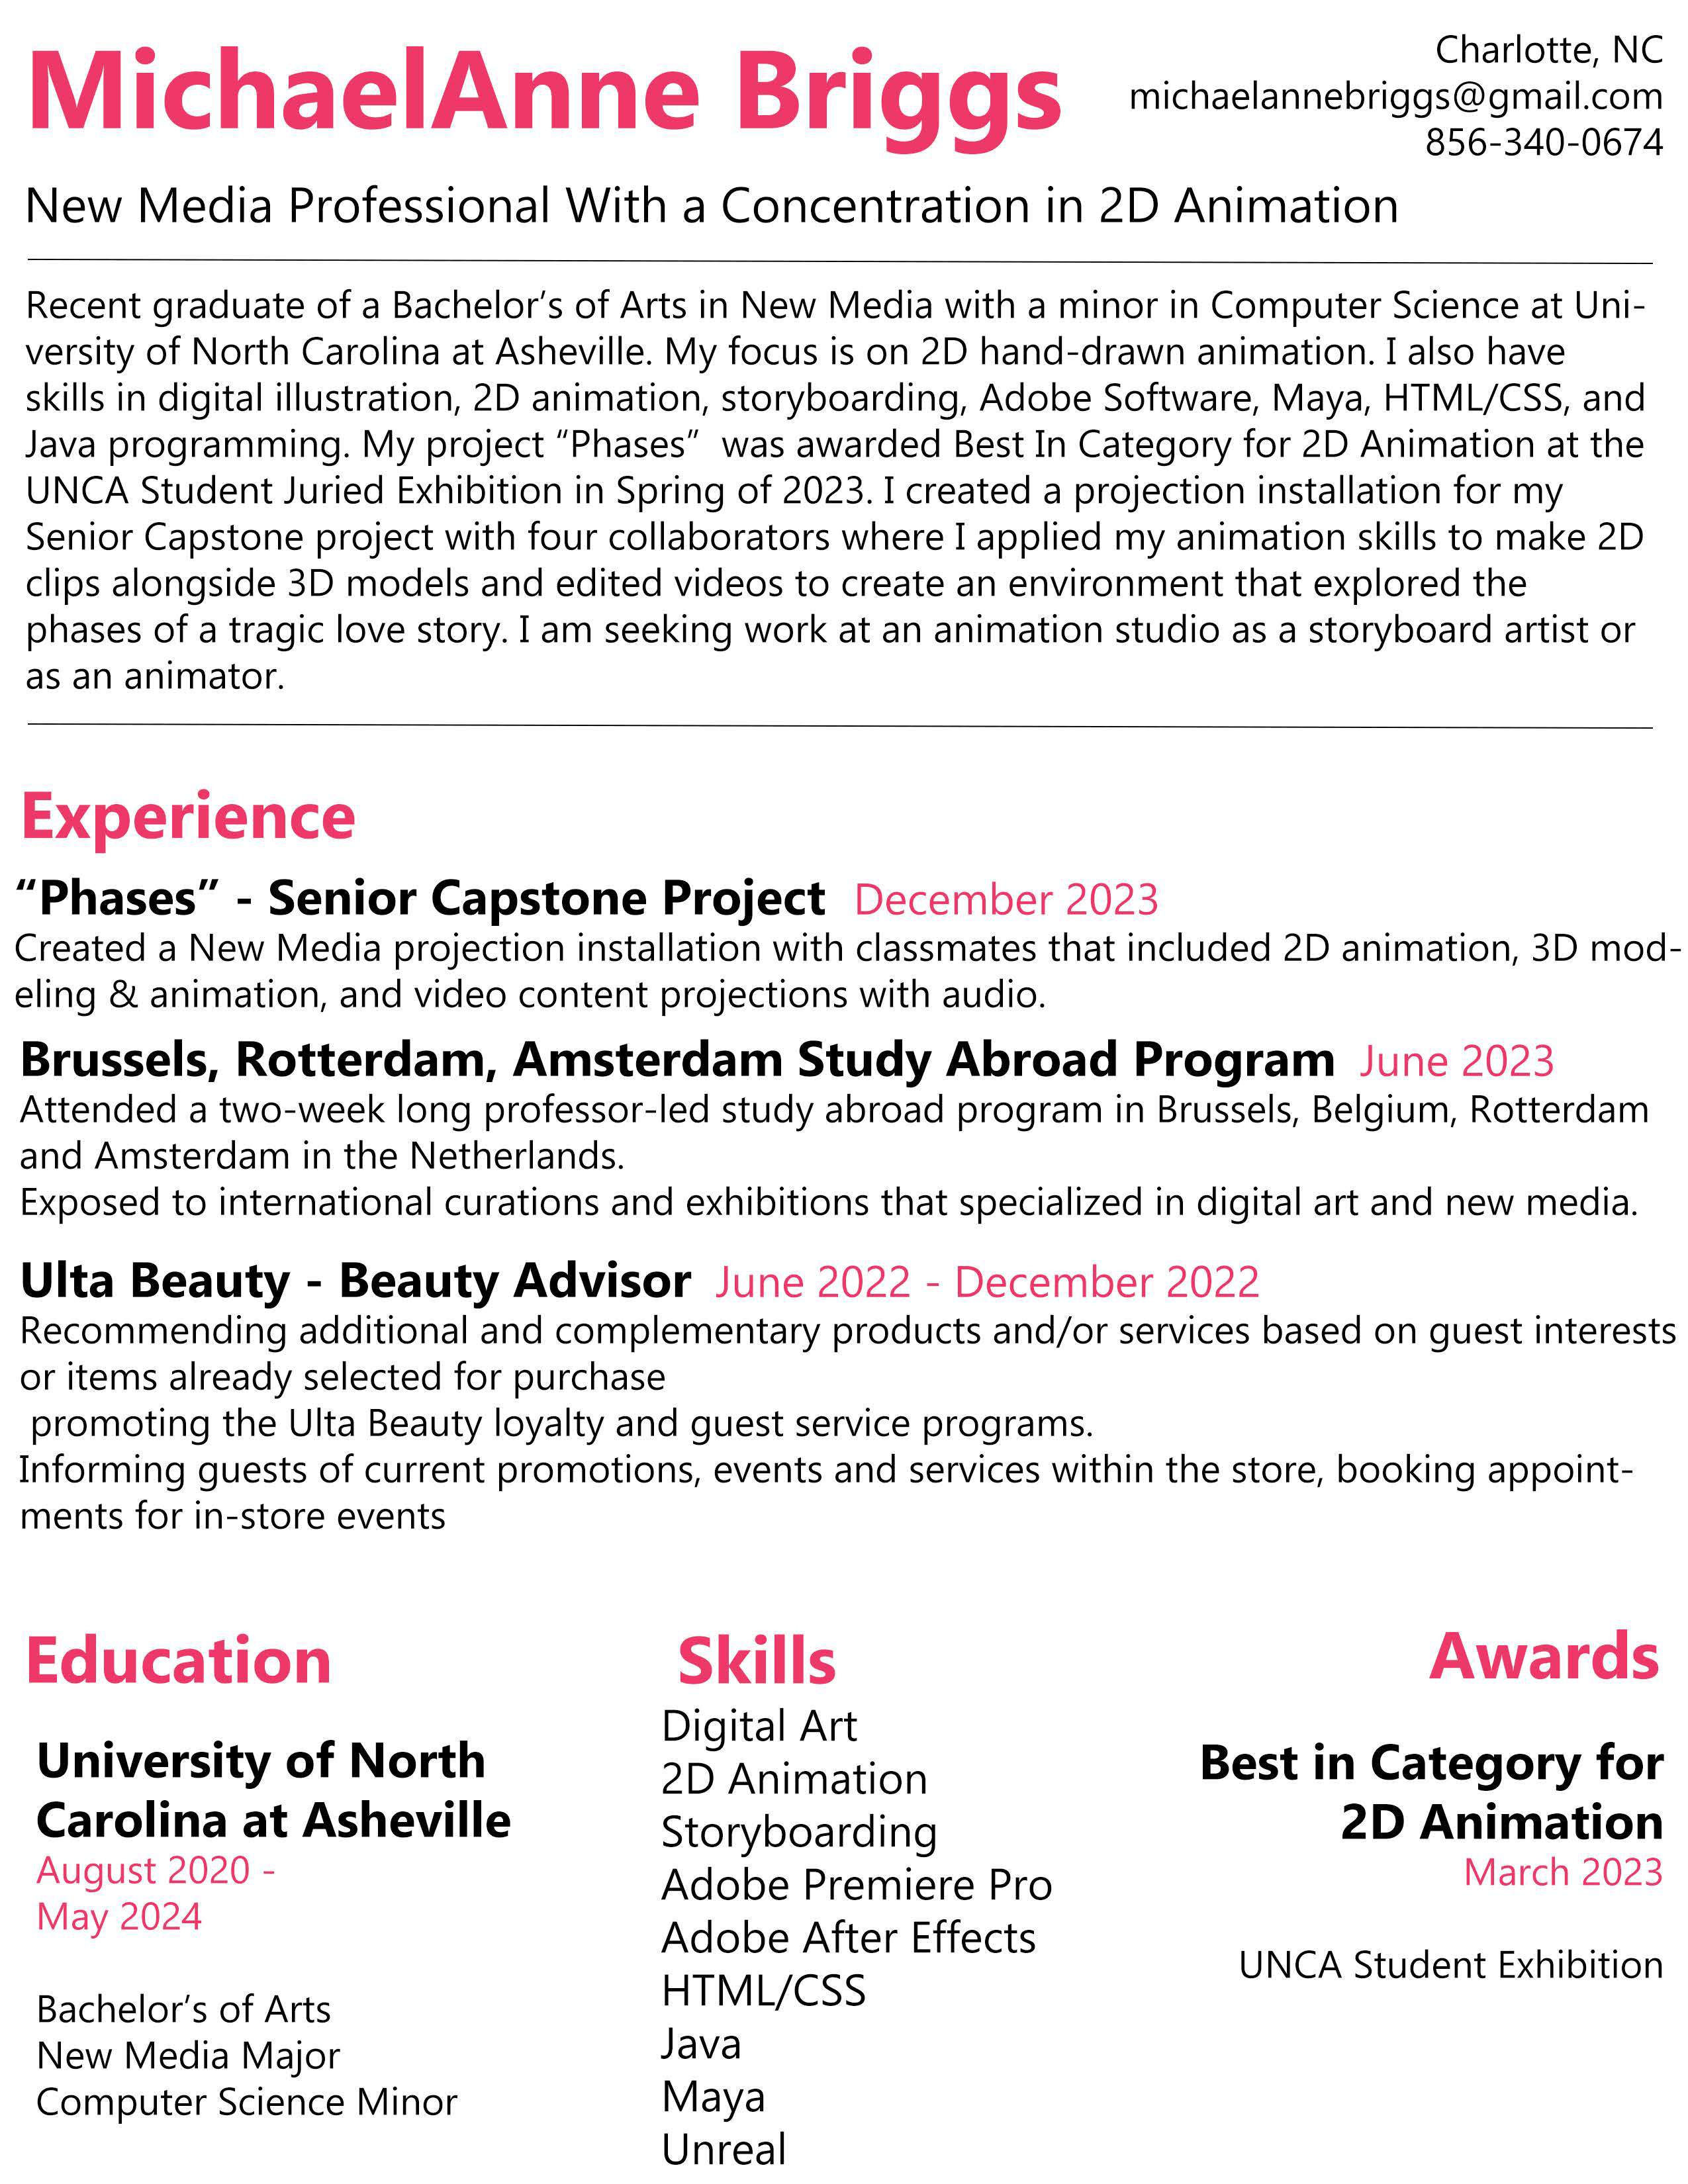 MichaelAnne Briggs
Charlotte, NC
michaelannebriggs@gmail.com
856-340-0674
New Media Professional With a Concentration in 2D Animation
Recent graduate of a Bachelor’s of Arts in New Media with a minor in Computer Science at Uni-
versity of North Carolina at Asheville. My focus is on 2D hand-drawn animation. I also have
skills in digital illustration, 2D animation, storyboarding, Adobe Software, Maya, HTML/CSS, and
Java programming. My project “Phases”  was awarded Best In Category for 2D Animation at the
UNCA Student Juried Exhibition in Spring of 2023. I created a projection installation for my
Senior Capstone project with four collaborators where I applied my animation skills to make 2D
clips alongside 3D models and edited videos to create an environment that explored the
phases of a tragic love story. I am seeking work at an animation studio as a storyboard artist or
as an animator.
Experience
“Phases” - Senior Capstone Project December 2023
Created a New Media projection installation with classmates that included 2D animation, 3D mod-
eling & animation, and video content projections with audio.
Brussels, Rotterdam, Amsterdam Study Abroad Program June 2023
Attended a two-week long professor-led study abroad program in Brussels, Belgium, Rotterdam
and Amsterdam in the Netherlands.
Exposed to international curations and exhibitions that specialized in digital art and new media.
Ulta Beauty - Beauty Advisor June 2022 - December 2022
Recommending additional and complementary products and/or services based on guest interests
or items already selected for purchase
promoting the Ulta Beauty loyalty and guest service programs.
Informing guests of current promotions, events and services within the store, booking appoint-
ments for in-store events
Education
University of North
Carolina at Asheville
August 2020 -
May 2024
Bachelor’s of Arts
New Media Major
Computer Science Minor
Skills
Digital Art
2D Animation
Storyboarding
Adobe Premiere Pro
Adobe After Effects
HTML/CSS
Java
Maya
Unreal
Awards
Best in Category for
2D Animation
March 2023
UNCA Student Exhibition